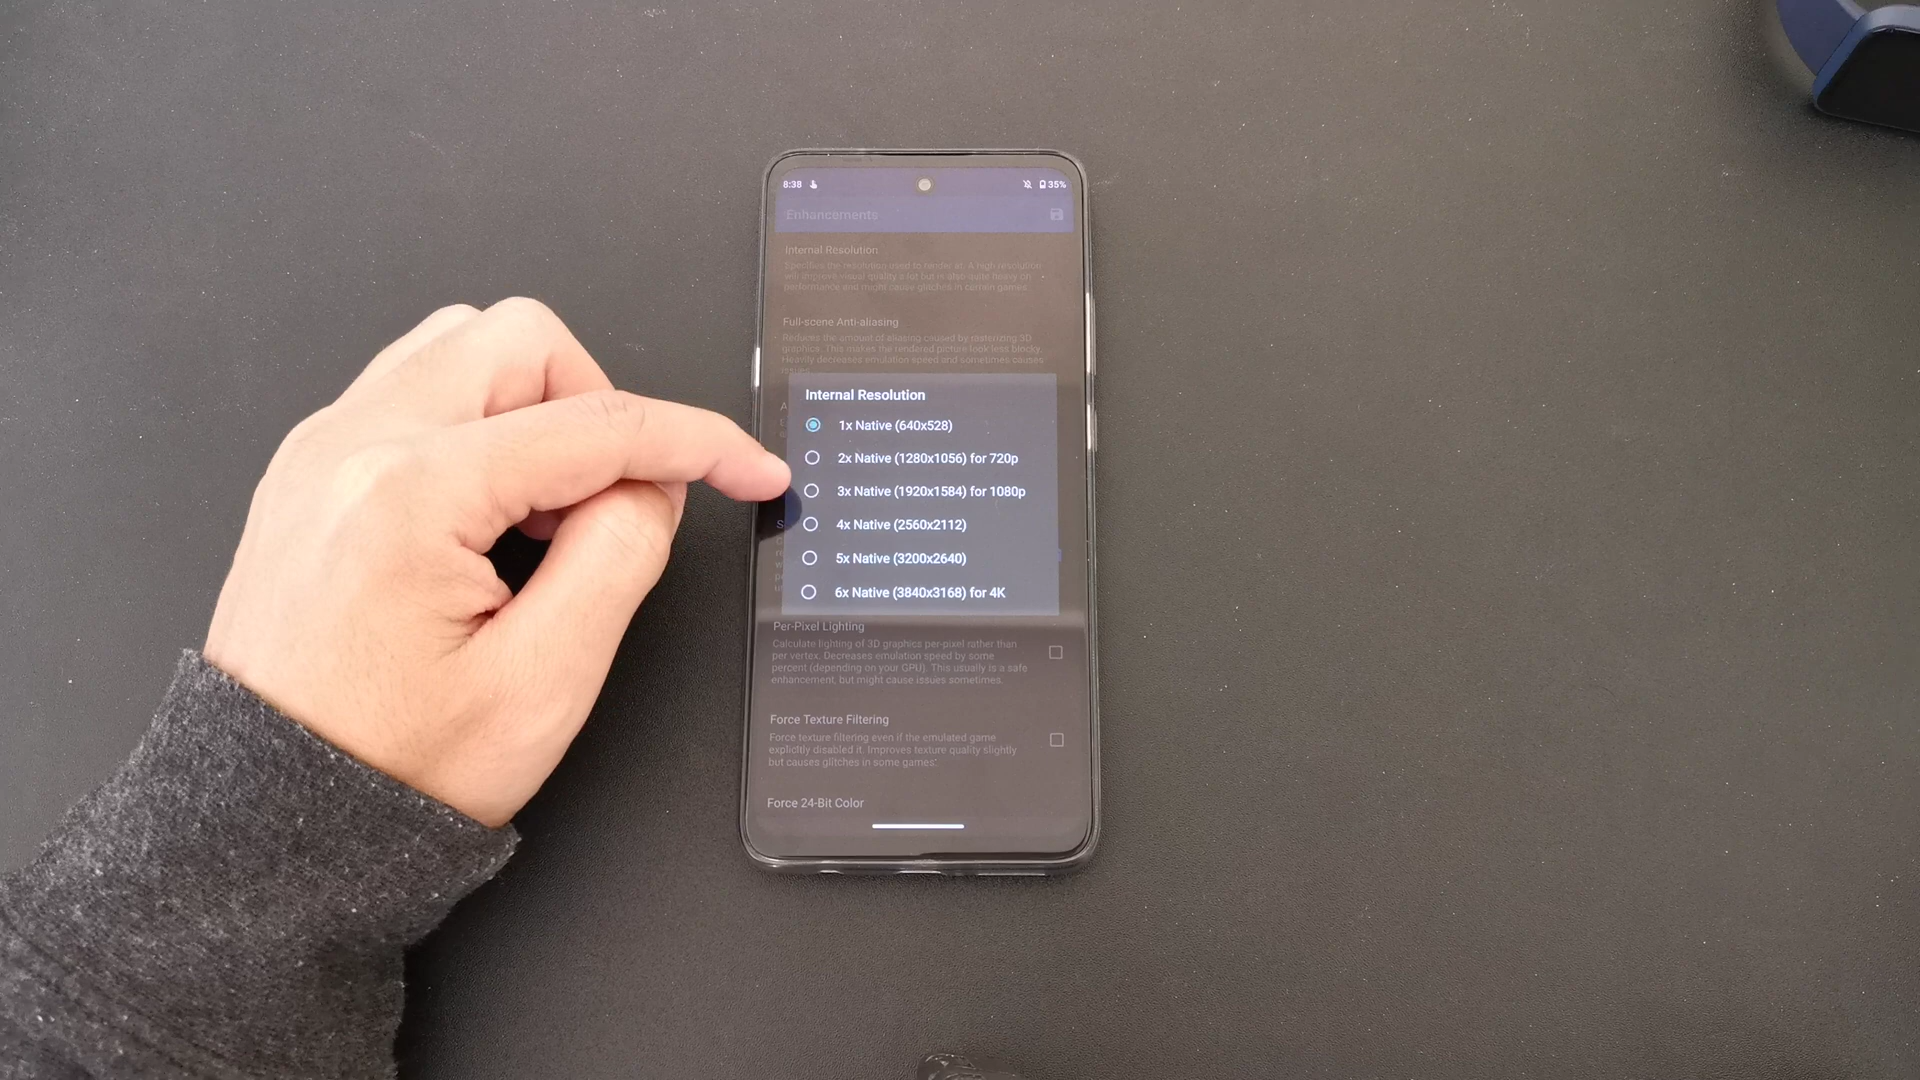 8:38
35%
Enhancements
Internal Resolution
Specifies the resolution used to render at. A high resolution
will improve visual quality a lot but is also quite heavy on
performance and might cause glitches in certain games.
Full-scene Anti-aliasing
Reduces the amount of aliasing caused by rasterizing 3D
graphics. This makes the rendered picture look less blocky.
Heavily decreases emulation speed and sometimes causes
issues.
Internal Resolution
1x Native (640x528)
2x Native (1280x1056) for 720p
3x Native (1920x1584) for 1080p
4x Native (2560x2112)
5x Native (3200x2640)
6x Native (3840x3168) for 4K
Per-Pixel Lighting
Calculate lighting of 3D graphics per-pixel rather than
per vertex. Decreases emulation speed by some
percent (depending on your GPU). This usually is a safe
enhancement, but might cause issues sometimes.
Force Texture Filtering
Force texture filtering even if the emulated game
explicitly disabled it. Improves texture quality slightly
but causes glitches in some games.
Force 24-Bit Color